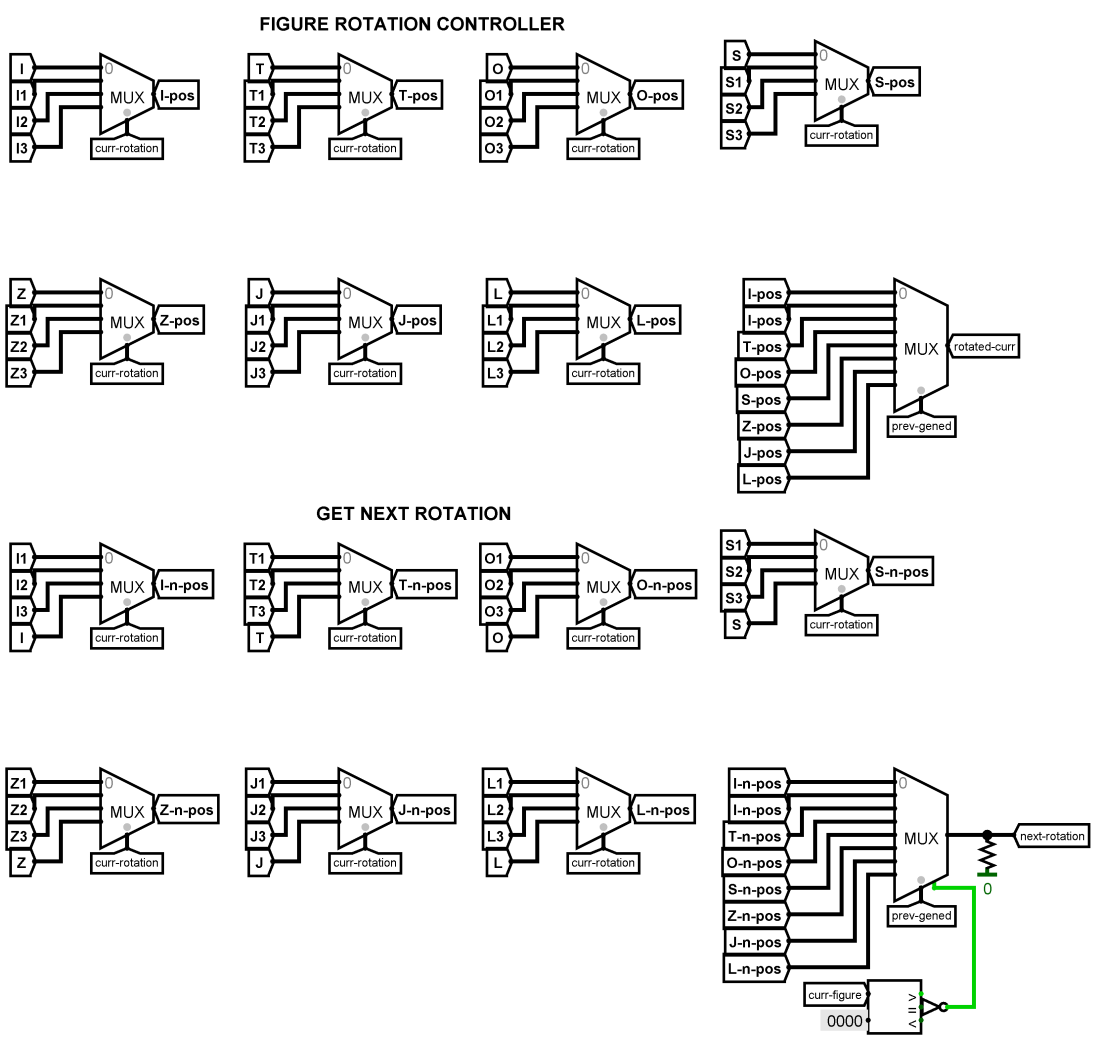 FIGURE ROTATION CONTROLLER
I
I1
I2
I3
0
MUX
I-pos
curr-rotation
T
T1
T2
T3
0
MUX
T-pos
curr-rotation
O
O1
O2
O3
0
MUX
O-pos
curr-rotation
S
S1
S2
S3
0
MUX
S-pos
curr-rotation
Z
Z1
Z2
Z3
0
MUX
Z-pos
curr-rotation
J
J1
J2
J3
0
MUX
J-pos
curr-rotation
L
L1
L2
L3
0
MUX
L-pos
curr-rotation
I-pos
I-pos
T-pos
O-pos
S-pos
Z-pos
J-pos
L-pos
0
MUX
rotated-curr
prev-gened
GET NEXT ROTATION
I1
I2
I3
I
0
MUX
I-n-pos
curr-rotation
T1
T2
T3
T
0
MUX
T-n-pos
curr-rotation
O1
O2
O3
O
0
MUX
O-n-pos
curr-rotation
S1
S2
S3
S
0
MUX
S-n-pos
curr-rotation
Z1
Z2
Z3
Z
0
MUX
Z-n-pos
curr-rotation
J1
J2
J3
J
0
MUX
J-n-pos
curr-rotation
L1
L2
L3
L
0
MUX
L-n-pos
curr-rotation
I-n-pos
I-n-pos
T-n-pos
O-n-pos
S-n-pos
Z-n-pos
J-n-pos
L-n-pos
0
MUX
next-rotation
0
prev-gened
curr-figure
0000
>
=
<